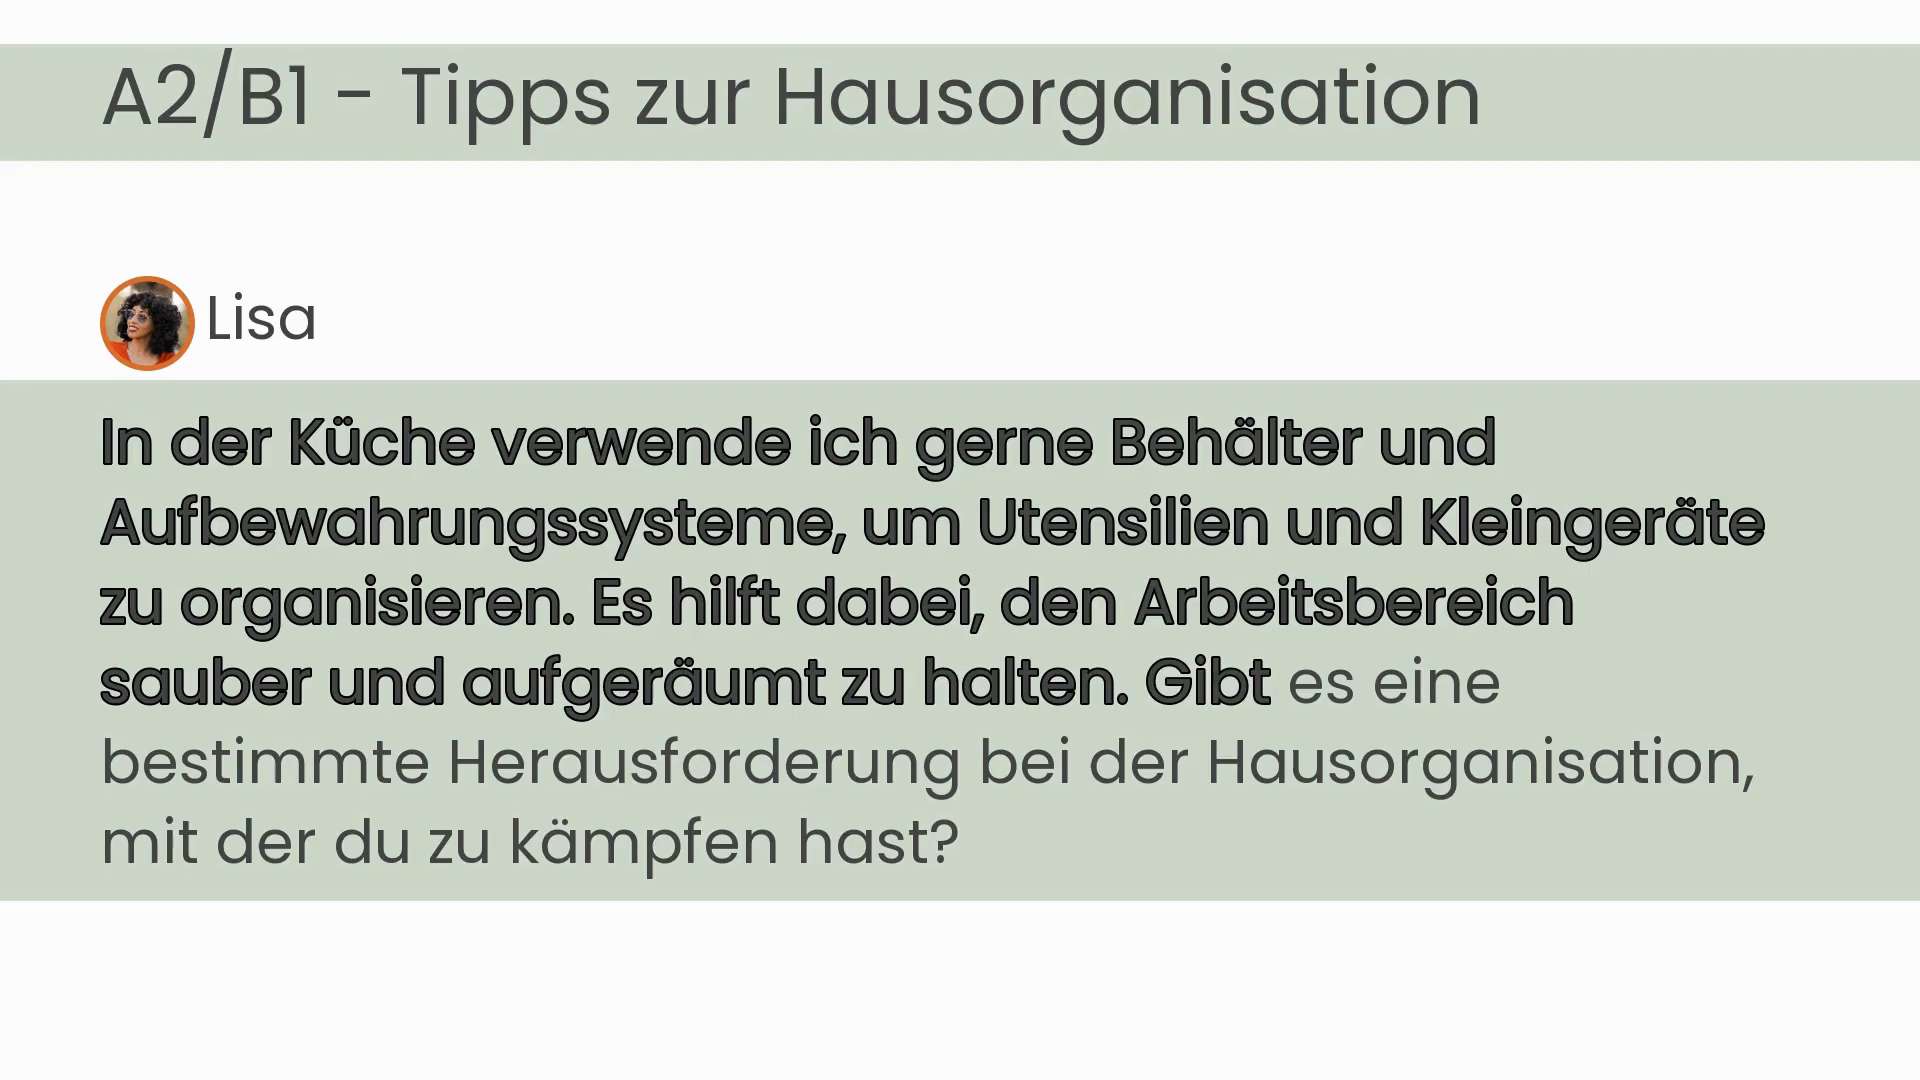 A2/B1 - Tipps zur Hausorganisation
Lisa
In der Küche verwende ich gerne Behälter und
Aufbewahrungssysteme, um Utensilien und Kleingeräte
zu organisieren. Es hilft dabei, den Arbeitsbereich
sauber und aufgeräumt zu halten. Gibt es eine
bestimmte Herausforderung bei der Hausorganisation,
mit der du zu kämpfen hast?